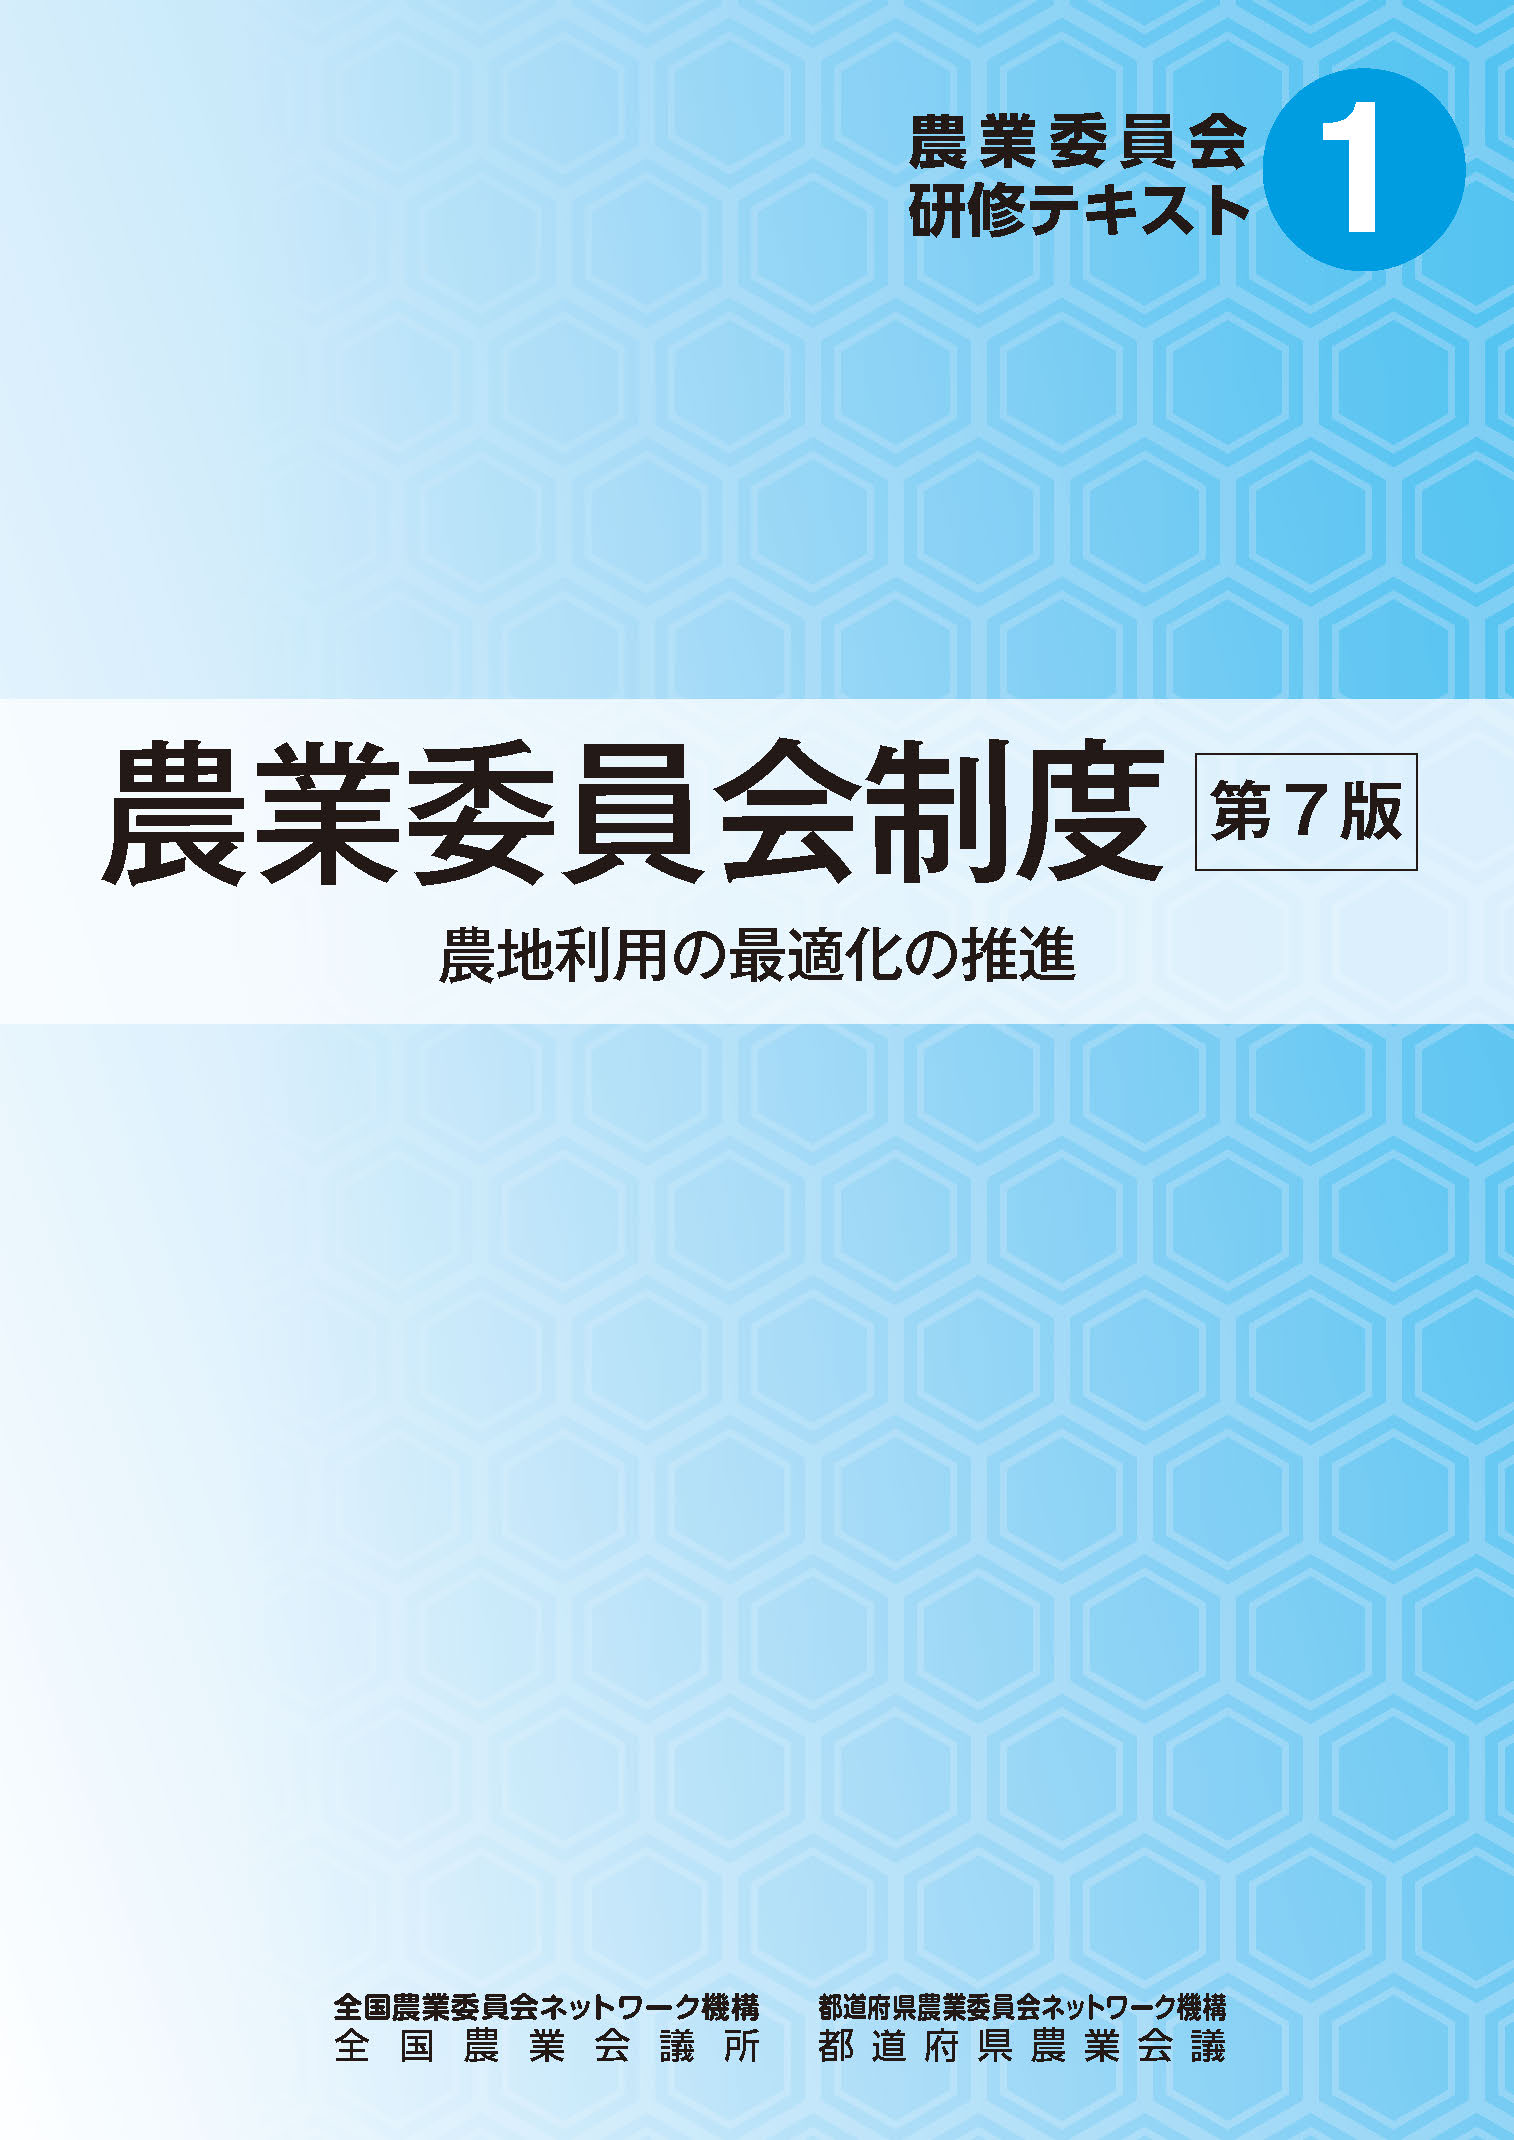 農業委員会
研修テキスト
1
農業委員会制度 第7版
農地利用の最適化の推進
全国農業委員会ネットワーク機構
全国農業会議所
都道府県農業委員会ネットワーク機構
都道府県農業会議